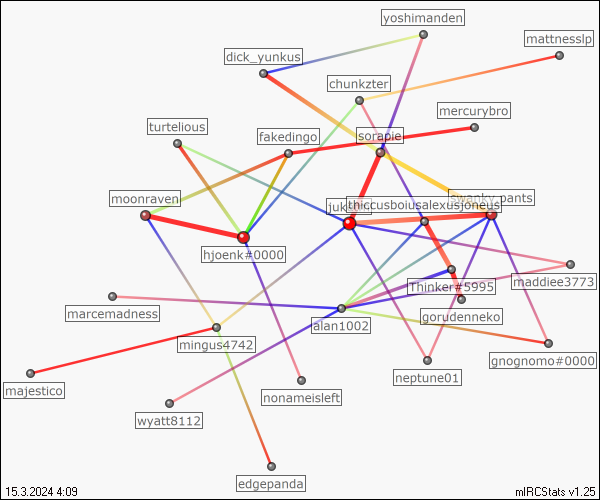 yoshimanden
mattnesslp
dick_yunkus
chunkzter
mercurybro
turtelious
fakedingo
sorapie
moonraven
thiccusboiusalexusjoneus
swanky_pants
hjoenk#0000
maddiee3773
Thinker#5995
marcemadness
gorudenneko
alan1002
mingus4742
gnognomo#0000
neptune01
majestico
nonameisleft
wyatt8112
edgepanda
15.3.2024 4:09
mIRCStats v1.25